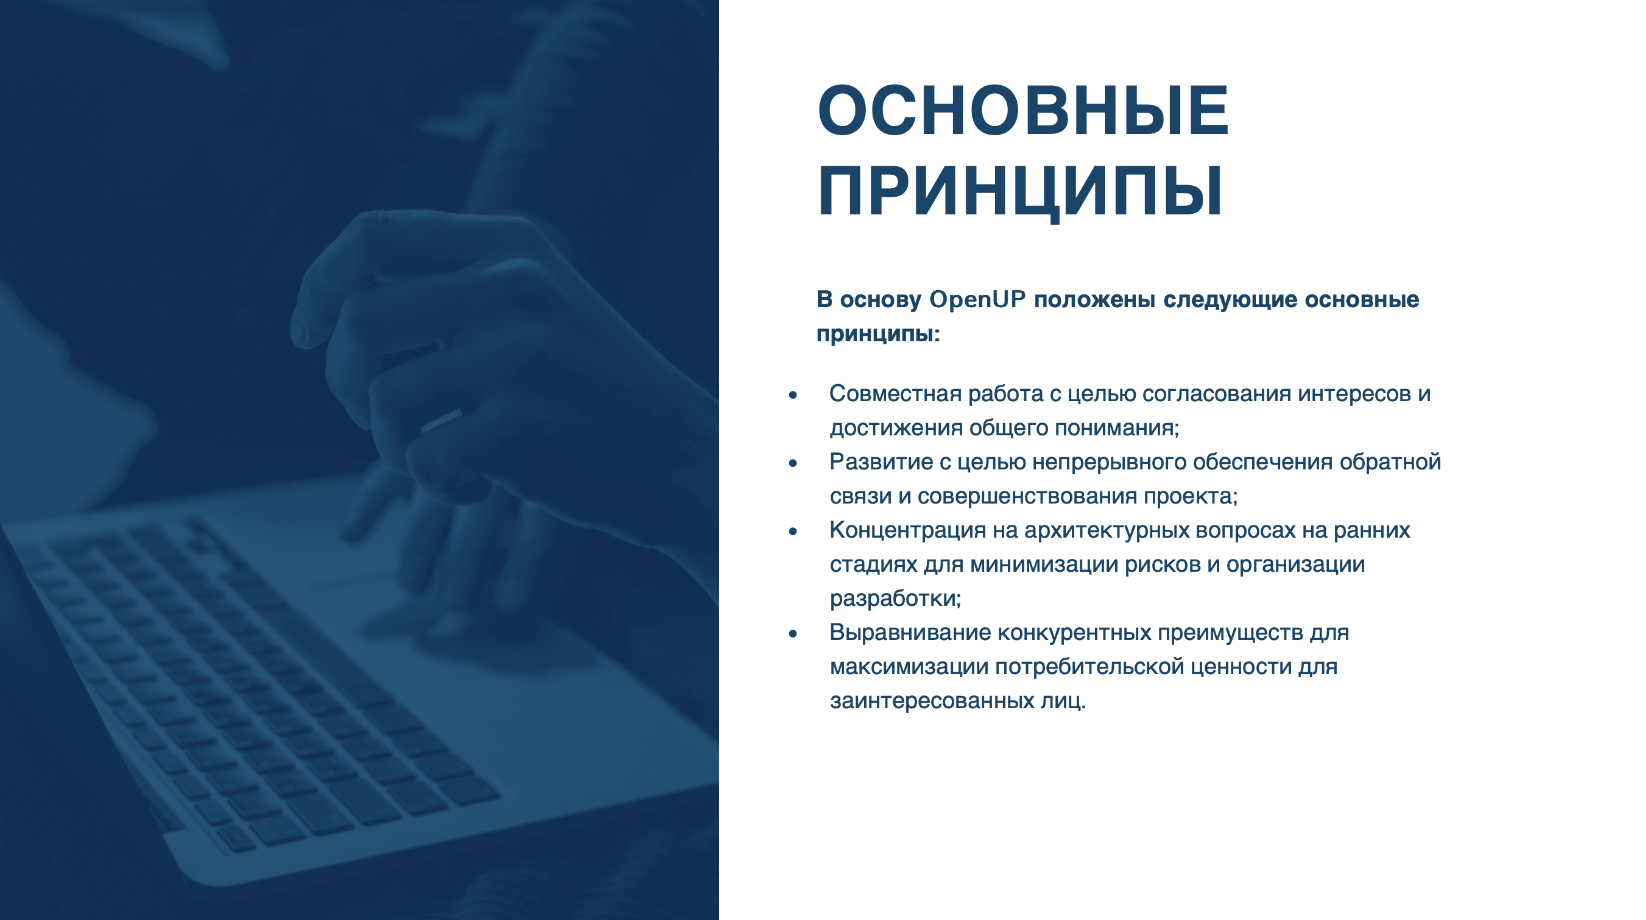 ОСНОВНЫЕ
ПРИНЦИПЫ
В основу OpenUP положены следующие основные
принципы:
• Совместная работа с целью согласования интересов и
достижения общего понимания;
• Развитие с целью непрерывного обеспечения обратной
связи и совершенствования проекта;
• Концентрация на архитектурных вопросах на ранних
стадиях для минимизации рисков и организации
разработки;
• Выравнивание конкурентных преимуществ для
максимизации потребительской ценности для
заинтересованных лиц.